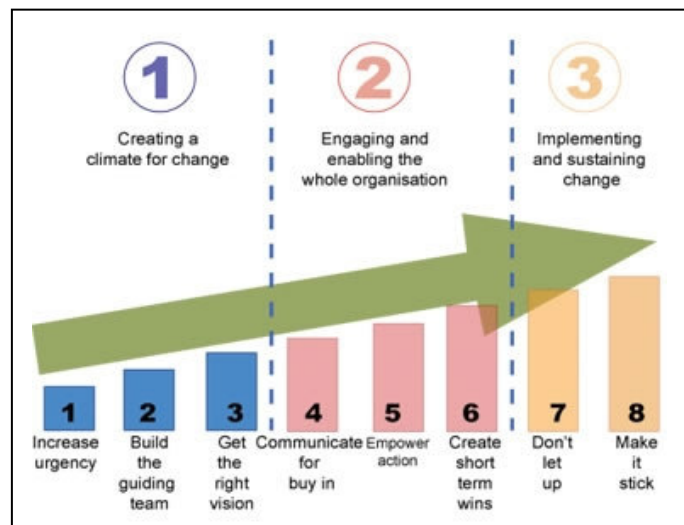 1
Creating a
climate for change
2
Engaging and
enabling the
whole organisation
3
Implementing
and sustaining
change
1
Increase
urgency
2
Build
the
guiding
team
3
Get
the
right
vision
4
Communicate
for
buy in
5
Empower
action
6
Create
short
term
wins
7
Don't
let
up
8
Make
it
stick